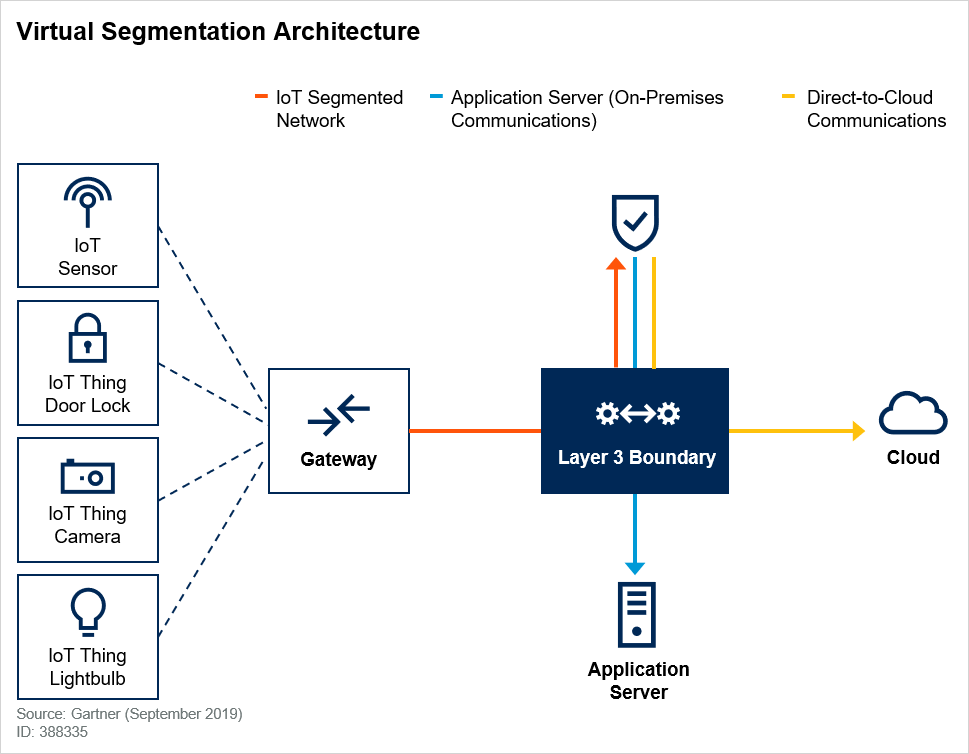 Virtual Segmentation Architecture
IoT Segmented
Network
Application Server (On-Premises
Communications)
Direct-to-Cloud
Communications
IoT
Sensor
IoT Thing
Door Lock
IoT Thing
Camera
IoT Thing
Lightbulb
Gateway
Layer 3 Boundary
Cloud
Application
Server
Source: Gartner (September 2019)
ID: 388335